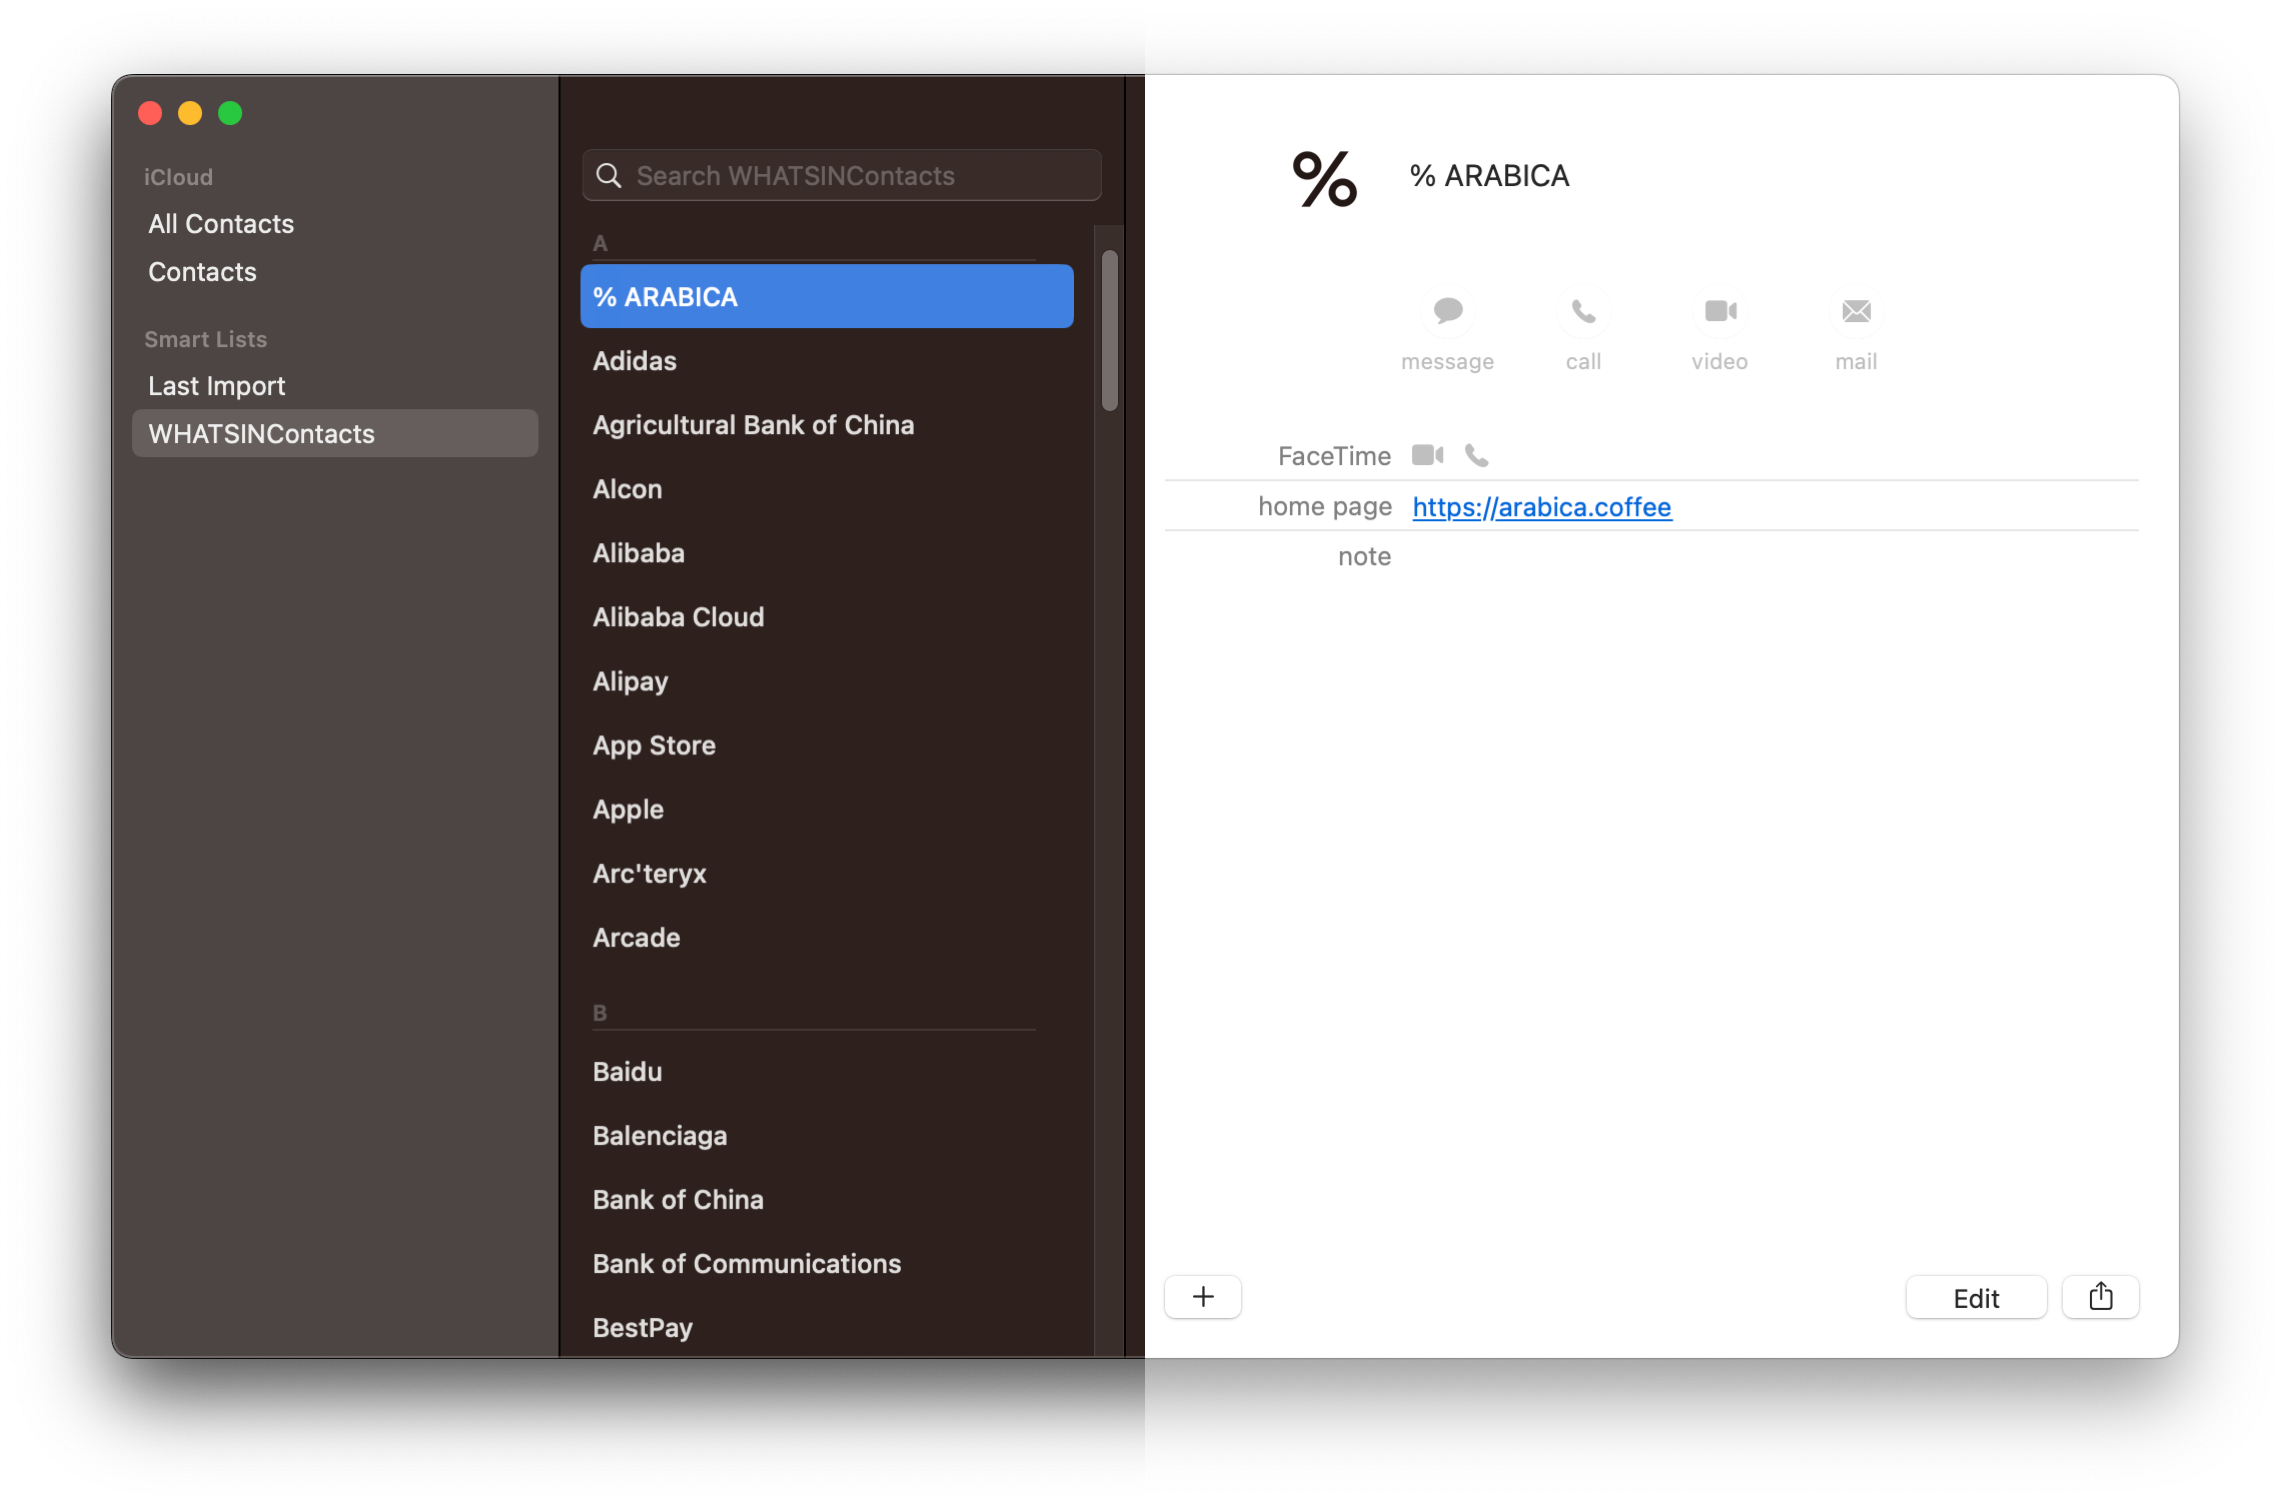 iCloud
All Contacts
Contacts
Smart Lists
Last Import
WHATSINContacts
Search WHATSINContacts
A
% ARABICA
Adidas
Agricultural Bank of China
Alcon
Alibaba
Alibaba Cloud
Alipay
App Store
Apple
Arc'teryx
Arcade
B
Baidu
Balenciaga
Bank of China
Bank of Communications
BestPay
%
% ARABICA
message call video mail
FaceTime
home page https://arabica.coffee
note
+
Edit